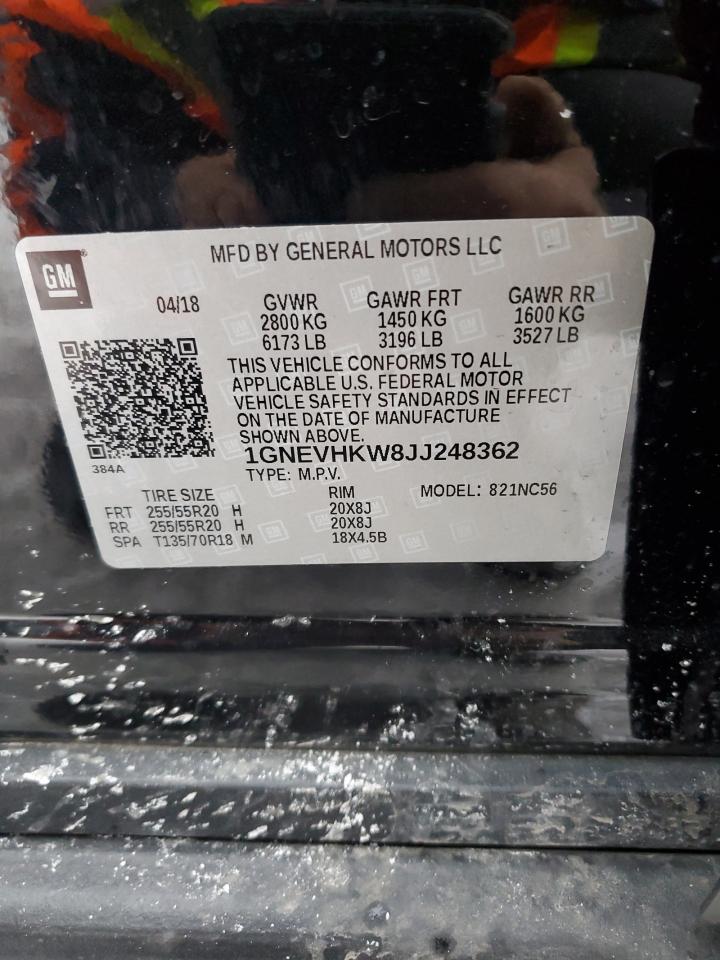 MFD BY GENERAL MOTORS LLC
GM
04/18 GVWR GAWR FRT GAWR RR
2800 KG 1450 KG 1600 KG
6173 LB 3196 LB 3527 LB
THIS VEHICLE CONFORMS TO ALL
APPLICABLE U.S. FEDERAL MOTOR
VEHICLE SAFETY STANDARDS IN EFFECT
ON THE DATE OF MANUFACTURE
SHOWN ABOVE.
384A
1GNEVHKW8JJ248362
TYPE: M.P.V.
TIRE SIZE RIM MODEL: 821NC56
FRT 255/55R20 H 20X8J
RR 255/55R20 H 20X8J
SPA T135/70R18 M 18X4.5B